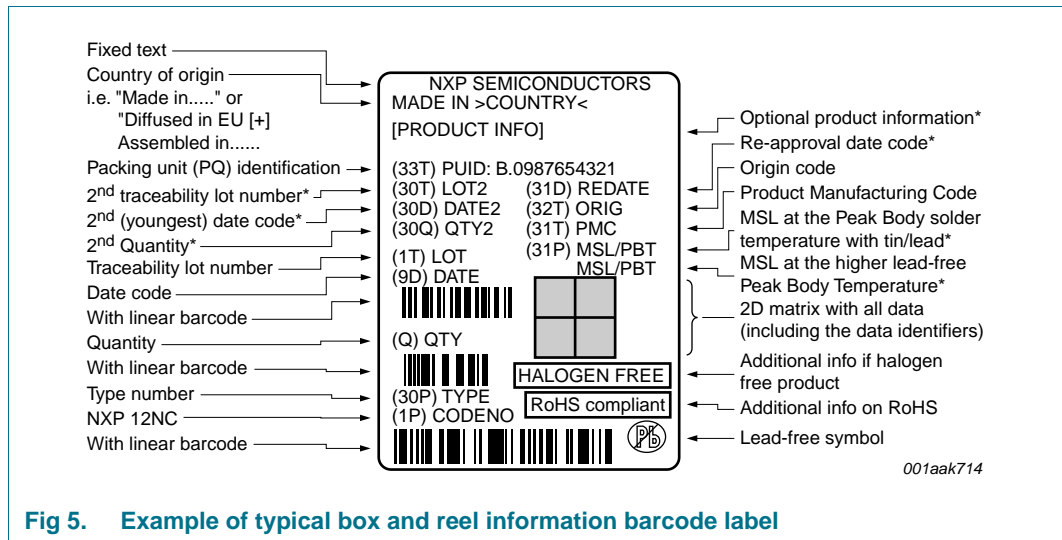 Fixed text
Country of origin
i.e. "Made in....." or
"Diffused in EU [+]
Assembled in......
Packing unit (PQ) identification
2nd traceability lot number*
2nd (youngest) date code*
2nd Quantity*
Traceability lot number
Date code
With linear barcode
Quantity
With linear barcode
Type number
NXP 12NC
With linear barcode
NXP SEMICONDUCTORS
MADE IN >COUNTRY<
[PRODUCT INFO]
(33T) PUID: B.0987654321
(30T) LOT2 (31D) REDATE
(30D) DATE2 (32T) ORIG
(30Q) QTY2 (31T) PMC
(31P) MSL/PBT
(1T) LOT MSL/PBT
(9D) DATE
(Q) QTY
HALOGEN FREE
(30P) TYPE
RoHS compliant
(1P) CODENO
Pb
Optional product information*
Re-approval date code*
Origin code
Product Manufacturing Code
MSL at the Peak Body solder
temperature with tin/lead*
MSL at the higher lead-free
Peak Body Temperature*
2D matrix with all data
(including the data identifiers)
Additional info if halogen
free product
Additional info on RoHS
Lead-free symbol
001aak714
Fig 5. Example of typical box and reel information barcode label